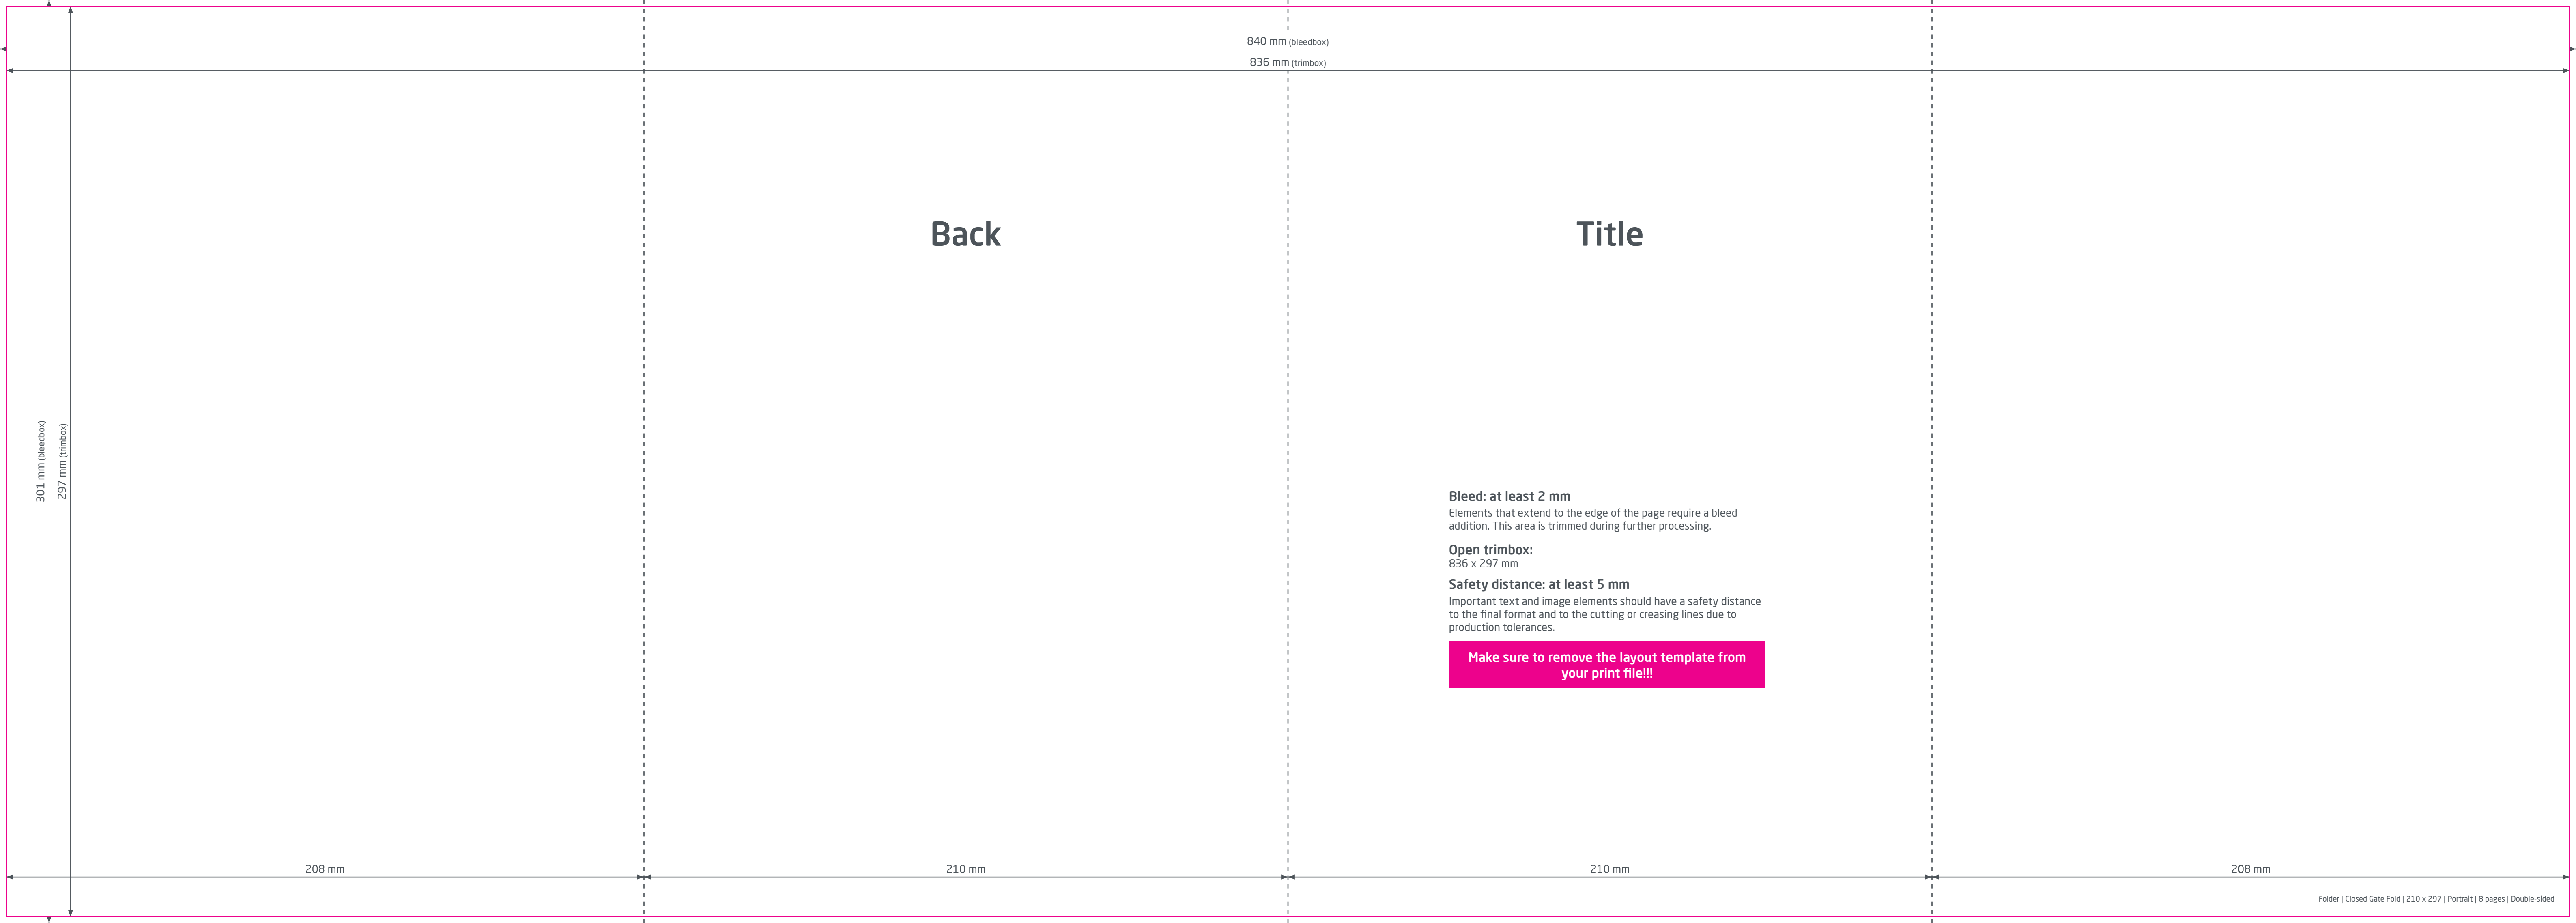 840 mm (bleedbox)
836 mm (trimbox)
301 mm (bleedbox)
297 mm (trimbox)
Back
Title
Bleed: at least 2 mm
Elements that extend to the edge of the page require a bleed
addition. This area is trimmed during further processing.
Open trimbox:
836 x 297 mm
Safety distance: at least 5 mm
Important text and image elements should have a safety distance
to the final format and to the cutting or creasing lines due to
production tolerances.
Make sure to remove the layout template from
your print file!!!
208 mm
210 mm
210 mm
208 mm
Folder | Closed Gate Fold | 210 x 297 | Portrait | 8 pages | Double-sided